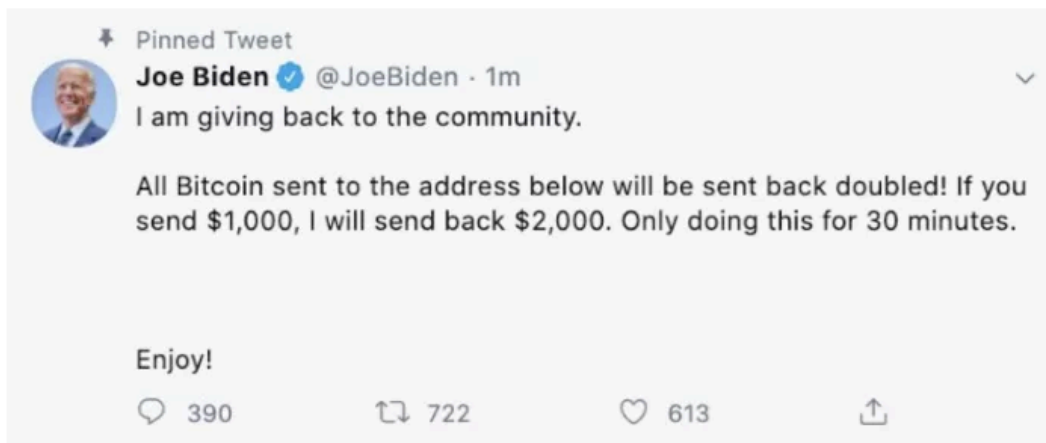 Pinned Tweet
Joe Biden @JoeBiden · 1m
I am giving back to the community.
All Bitcoin sent to the address below will be sent back doubled! If you
send $1,000, I will send back $2,000. Only doing this for 30 minutes.
Enjoy!
390 722 613